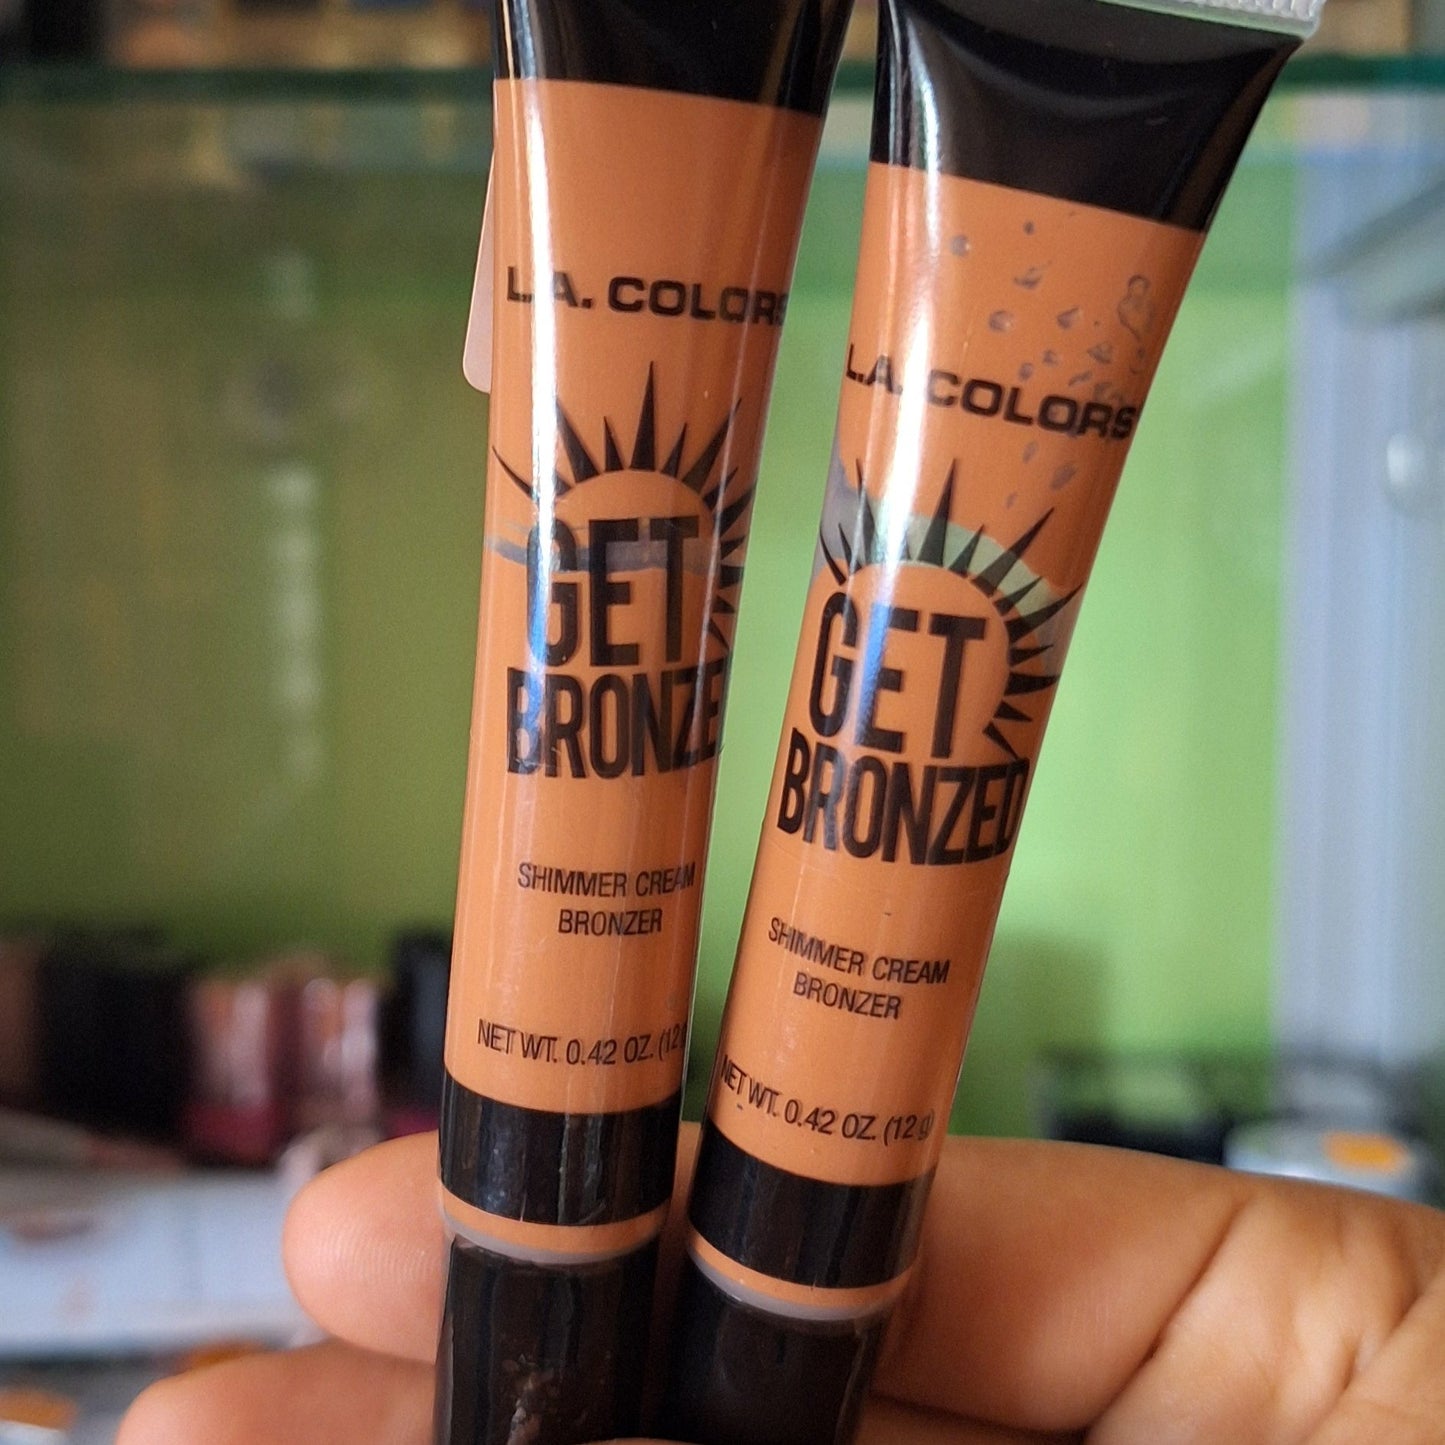 L.A. COLORS
GET
BRONZE
SHIMMER CREAM
BRONZER
NET WT. 0.42 OZ. (12
L.A. COLORS
GET
BRONZED
SHIMMER CREAM
BRONZER
NET WT. 0.42 OZ. (12 g)